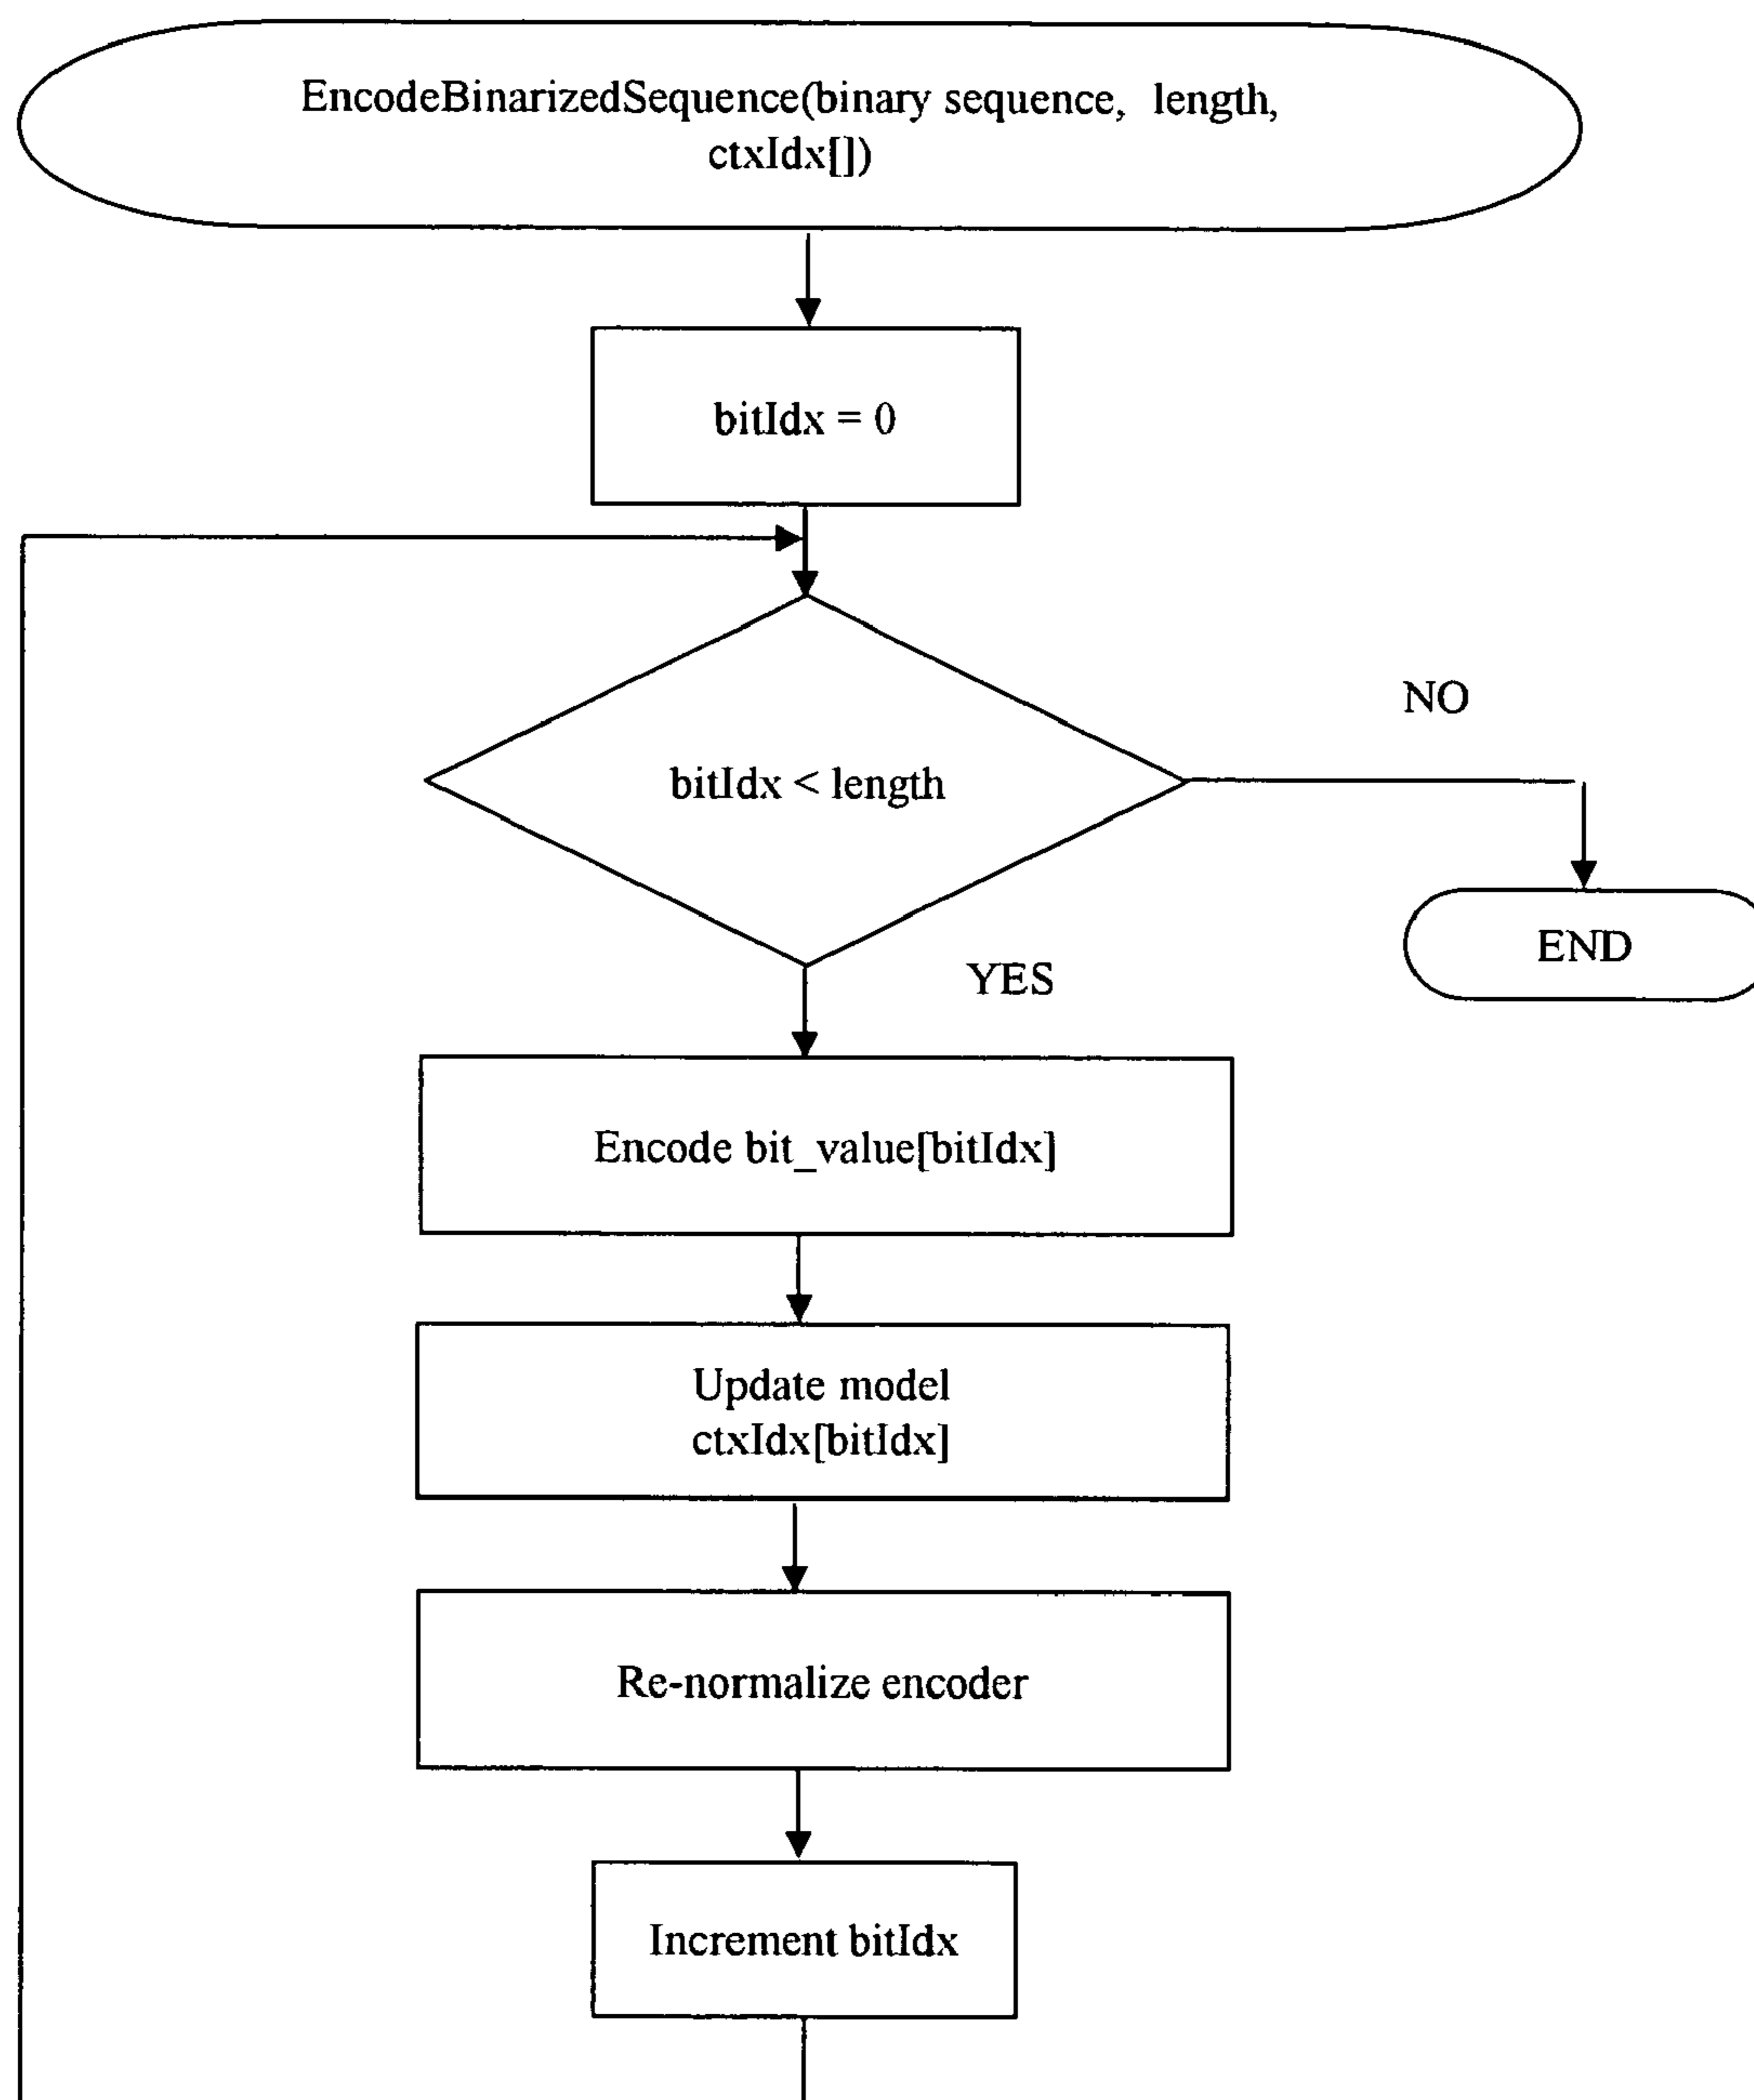 EncodeBinarizedSequence(binary sequence, length,
ctxIdx[])
bitIdx = 0
NO
bitIdx < length
END
YES
Encode bit_value[bitIdx]
Update model
ctxIdx[bitIdx]
Re-normalize encoder
Increment bitIdx